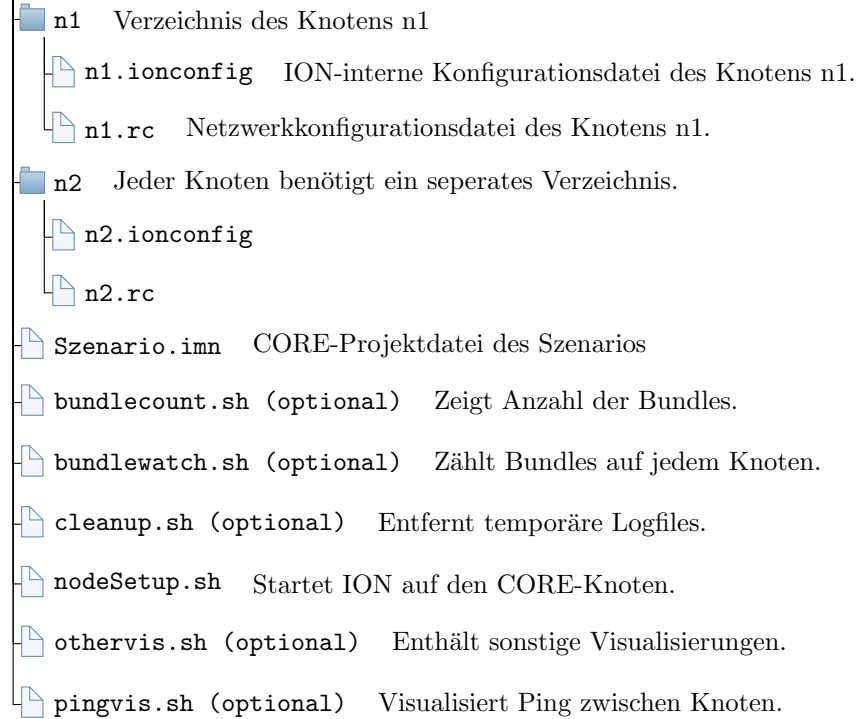 n1 Verzeichnis des Knotens n1
n1.ionconfig ION-interne Konfigurationsdatei des Knotens n1.
n1.rc Netzwerkkonfigurationsdatei des Knotens n1.
n2 Jeder Knoten benötigt ein seperates Verzeichnis.
n2.ionconfig
n2.rc
Szenario.imn CORE-Projektdatei des Szenarios
bundlecount.sh (optional) Zeigt Anzahl der Bundles.
bundlewatch.sh (optional) Zählt Bundles auf jedem Knoten.
cleanup.sh (optional) Entfernt temporäre Logfiles.
nodeSetup.sh Startet ION auf den CORE-Knoten.
othervis.sh (optional) Enthält sonstige Visualisierungen.
pingvis.sh (optional) Visualisiert Ping zwischen Knoten.